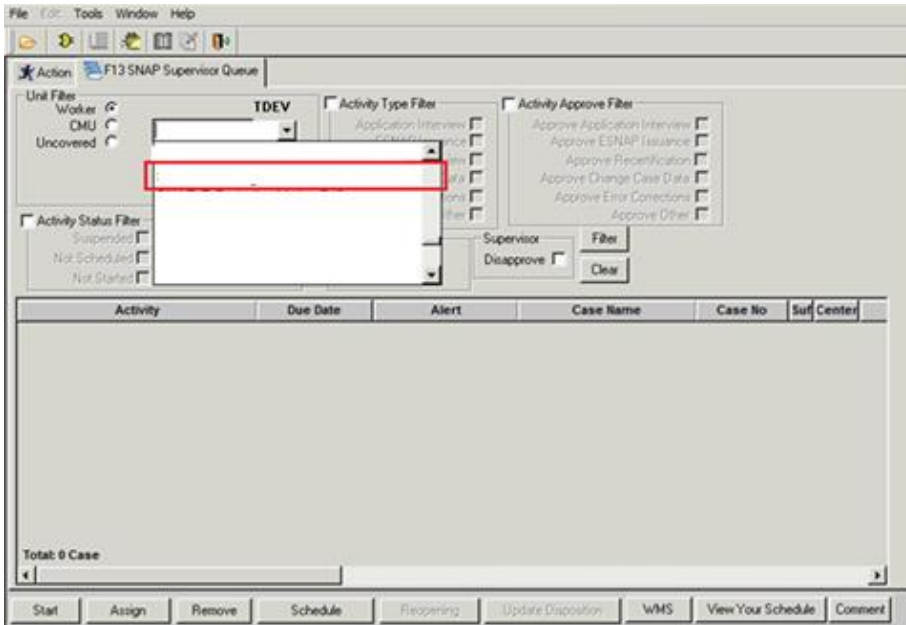 File Edit Tools Window Help
Action F13 SNAP Supervisor Queue
Unit Filter
Worker TDEV
CMU
Uncovered
Activity Type Filter
Application Interview
Activity Approve Filter
Approve Application Interview
Approve ESNAP Issuance
Approve Recertification
Approve Change Case Data
Approve Error Corrections
Approve Other
Activity Status Filter
Suspended
Not Scheduled
Not Started
Supervisor
Disapprove
Filter
Clear
Activity Due Date Alert Case Name Case No Suf Center
Total: 0 Case
Start Assign Remove Schedule Reopening Update Disposition WMS View Your Schedule Comment